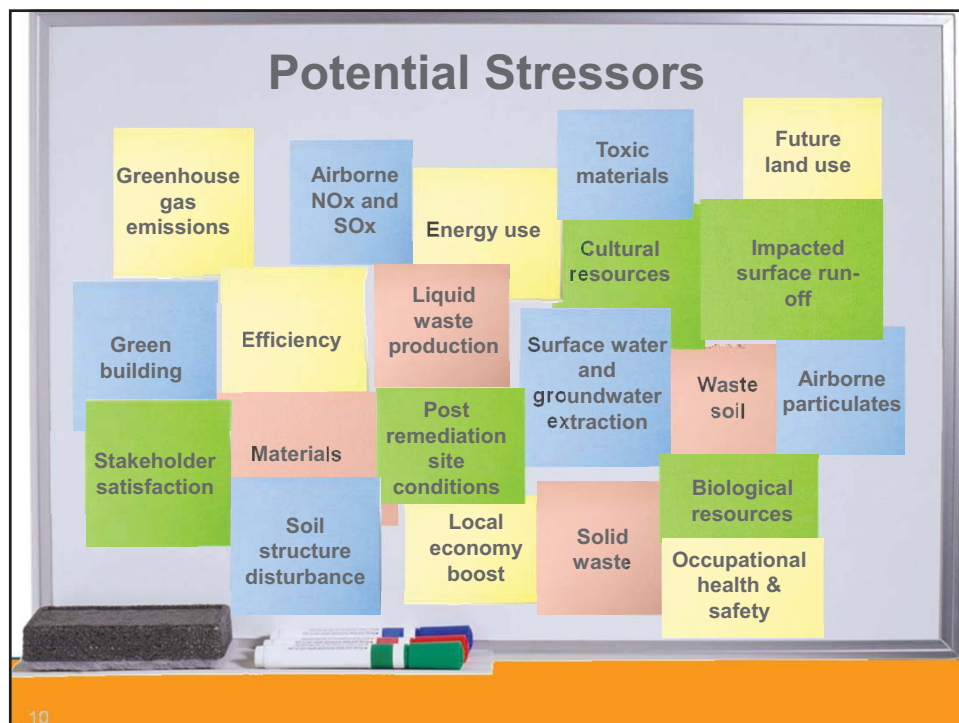 Potential Stressors
Greenhouse
gas
emissions
Airborne
NOx and
SOx
Energy use
Toxic
materials
Future
land use
Cultural
resources
Impacted
surface run-
off
Green
building
Efficiency
Liquid
waste
production
Surface water
and
groundwater
extraction
Waste
soil
Airborne
particulates
Stakeholder
satisfaction
Materials
Post
remediation
site
conditions
Biological
resources
Soil
structure
disturbance
Local
economy
boost
Solid
waste
Occupational
health &
safety
10